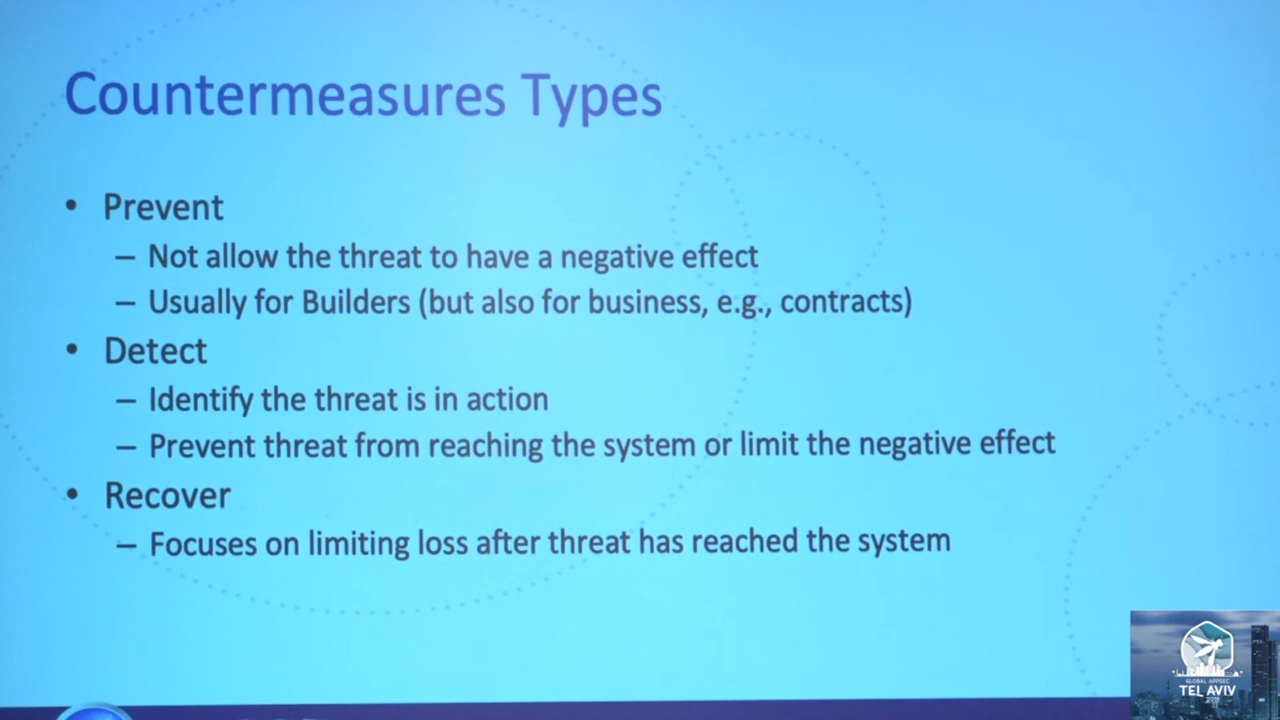 Countermeasures Types
• Prevent
– Not allow the threat to have a negative effect
– Usually for Builders (but also for business, e.g., contracts)
• Detect
– Identify the threat is in action
– Prevent threat from reaching the system or limit the negative effect
• Recover
– Focuses on limiting loss after threat has reached the system
GLOBAL APPSEC
TEL AVIV